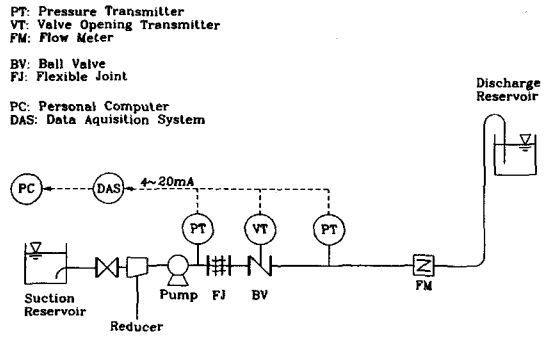 PT: Pressure Transmitter
VT: Valve Opening Transmitter
FM: Flow Meter
BV: Ball Valve
FJ: Flexible Joint
PC: Personal Computer
DAS: Data Aquisition System
Discharge
Reservoir
PC
DAS
4~20mA
PT
VT
PT
Suction
Reservoir
Reducer
Pump
FJ
BV
FM